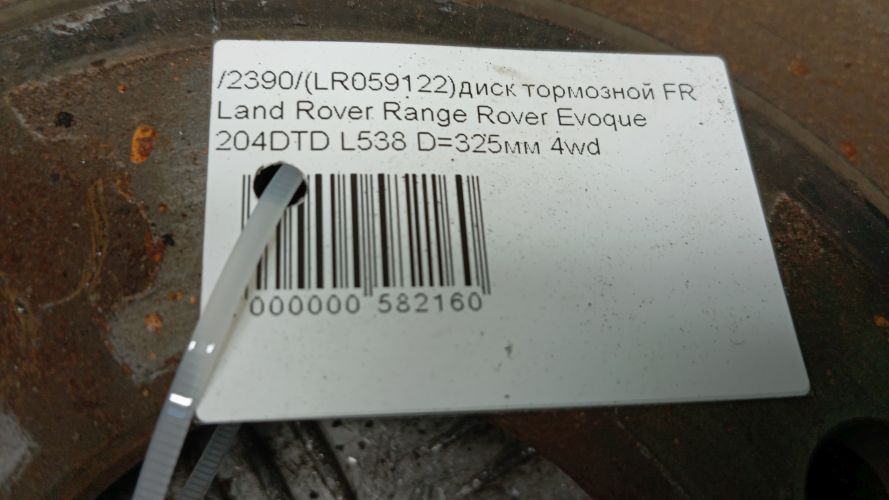 /2390/(LR059122)диск тормозной FR
Land Rover Range Rover Evoque
204DTD L538 D=325мм 4wd
000000 582160